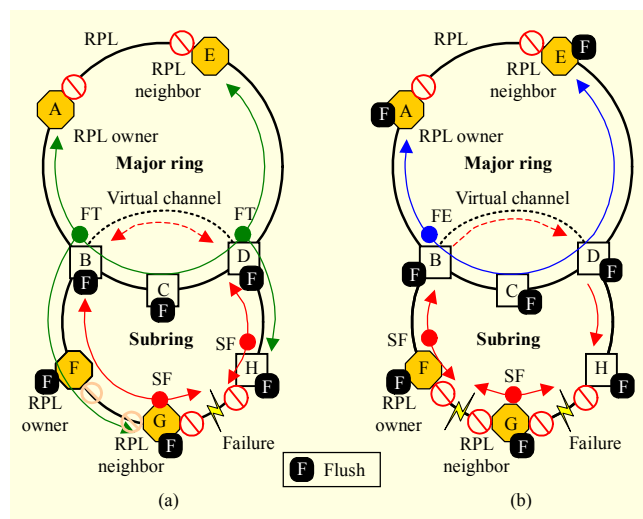 RPL
E
RPL
neighbor
A
RPL owner
Major ring
Virtual channel
FT
FT
B
F
C
F
D
F
Subring
SF
F
F
RPL
owner
SF
G
F
RPL
neighbor
H
F
Failure
(a)
RPL
E
F
RPL
neighbor
F
A
RPL owner
Major ring
Virtual channel
FE
B
F
C
F
D
F
Subring
SF
F
F
RPL
owner
SF
G
F
RPL
neighbor
H
F
Failure
(b)
F Flush